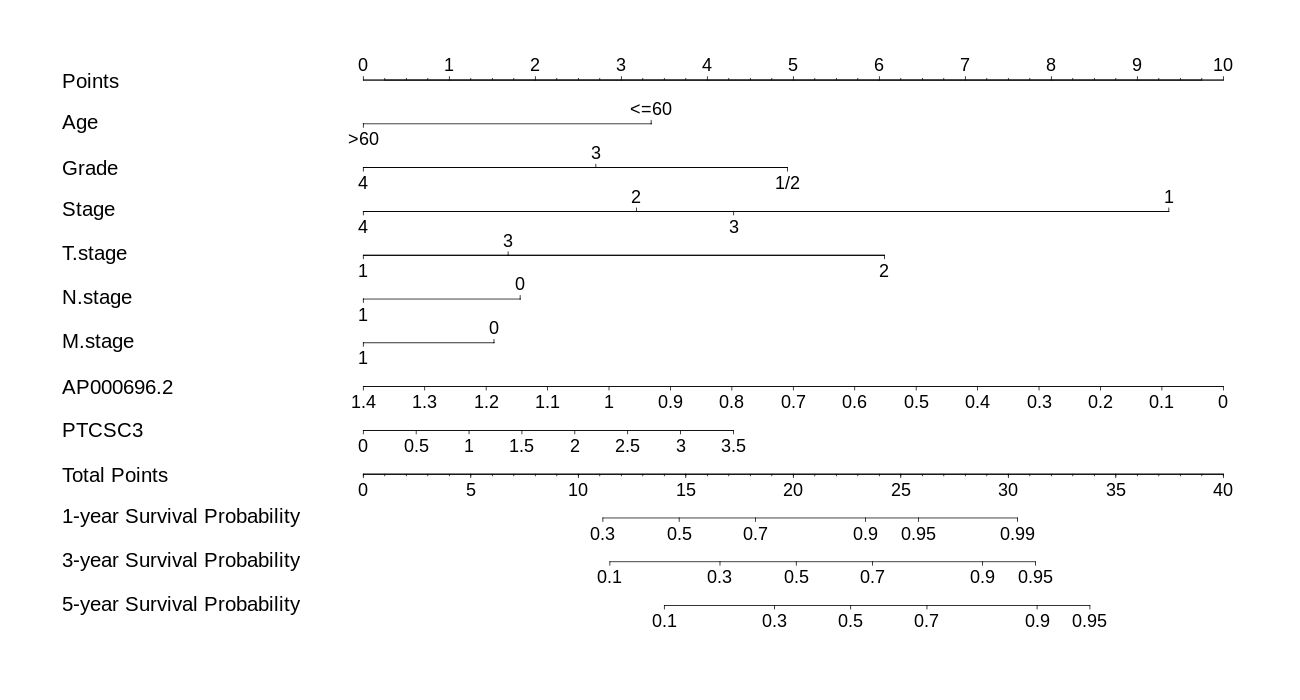 0 1 2 3 4 5 6 7 8 9 10
Points
<=60
Age
>60
3
Grade
4 1/2
2 1
Stage
4 3
3
T.stage
1 2
0
N.stage
1
0
M.stage
1
AP000696.2
1.4 1.3 1.2 1.1 1 0.9 0.8 0.7 0.6 0.5 0.4 0.3 0.2 0.1 0
PTCSC3
0 0.5 1 1.5 2 2.5 3 3.5
Total Points
0 5 10 15 20 25 30 35 40
1-year Survival Probability
0.3 0.5 0.7 0.9 0.95 0.99
3-year Survival Probability
0.1 0.3 0.5 0.7 0.9 0.95
5-year Survival Probability
0.1 0.3 0.5 0.7 0.9 0.95